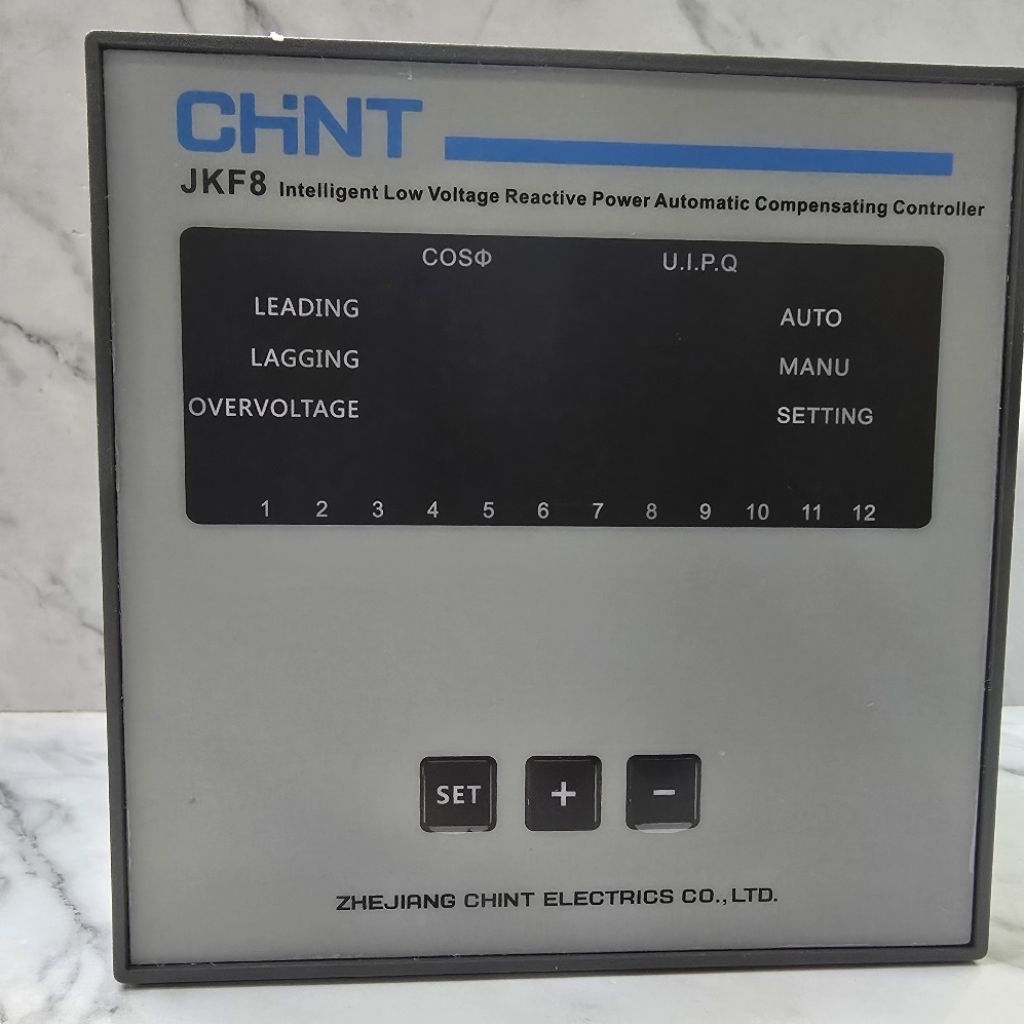 CHiNT
JKF8 Intelligent Low Voltage Reactive Power Automatic Compensating Controller
COSΦ U.I.P.Q
LEADING AUTO
LAGGING MANU
OVERVOLTAGE SETTING
1 2 3 4 5 6 7 8 9 10 11 12
SET + −
ZHEJIANG CHINT ELECTRICS CO., LTD.